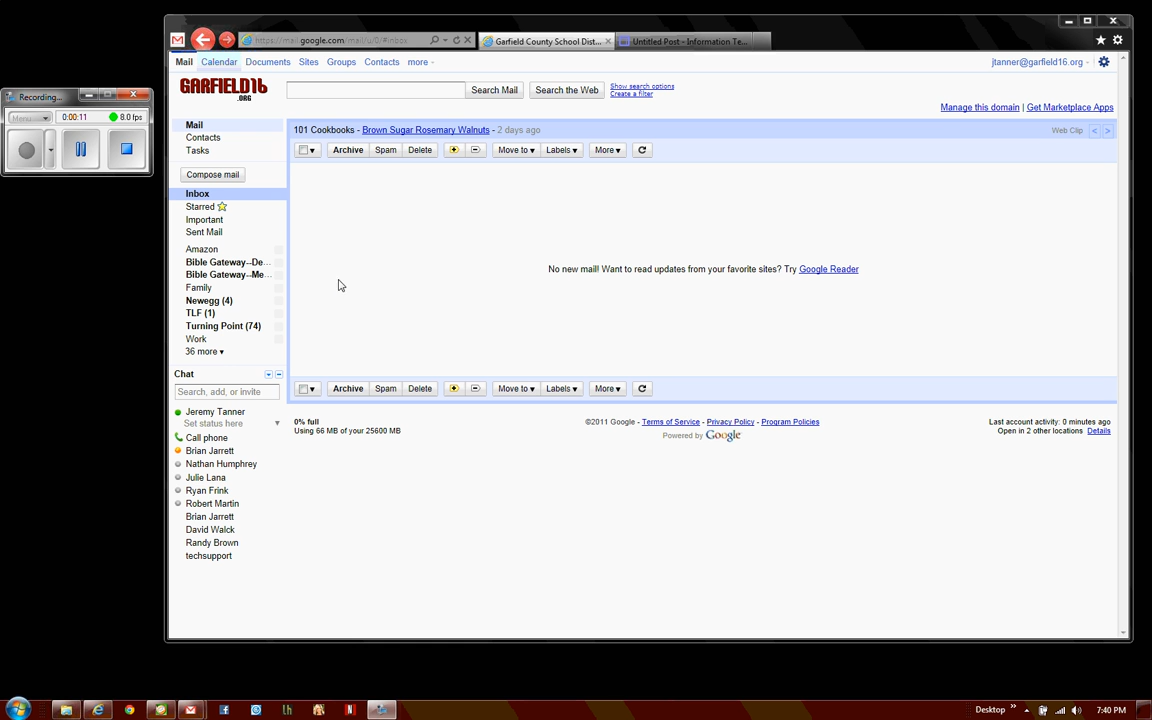 Recording...
0:00:11
8.0 fps
Menu
https://mail.google.com/mail/u/0/#inbox
Garfield County School Dist...
Untitled Post - Information Te...
Mail Calendar Documents Sites Groups Contacts more
jtanner@garfield16.org
GARFIELD16
.ORG
Search Mail
Search the Web
Show search options
Create a filter
Manage this domain | Get Marketplace Apps
Mail
Contacts
Tasks
Compose mail
Inbox
Starred
Important
Sent Mail
Amazon
Bible Gateway--De...
Bible Gateway--Me...
Family
Newegg (4)
TLF (1)
Turning Point (74)
Work
36 more
Chat
Search, add, or invite
Jeremy Tanner
Set status here
Call phone
Brian Jarrett
Nathan Humphrey
Julie Lana
Ryan Frink
Robert Martin
Brian Jarrett
David Walck
Randy Brown
techsupport
101 Cookbooks - Brown Sugar Rosemary Walnuts - 2 days ago
Web Clip < >
Archive Spam Delete Move to Labels More
No new mail! Want to read updates from your favorite sites? Try Google Reader
Archive Spam Delete Move to Labels More
0% full
Using 66 MB of your 25600 MB
©2011 Google - Terms of Service - Privacy Policy - Program Policies
Powered by Google
Last account activity: 0 minutes ago
Open in 2 other locations Details
Desktop »
7:40 PM